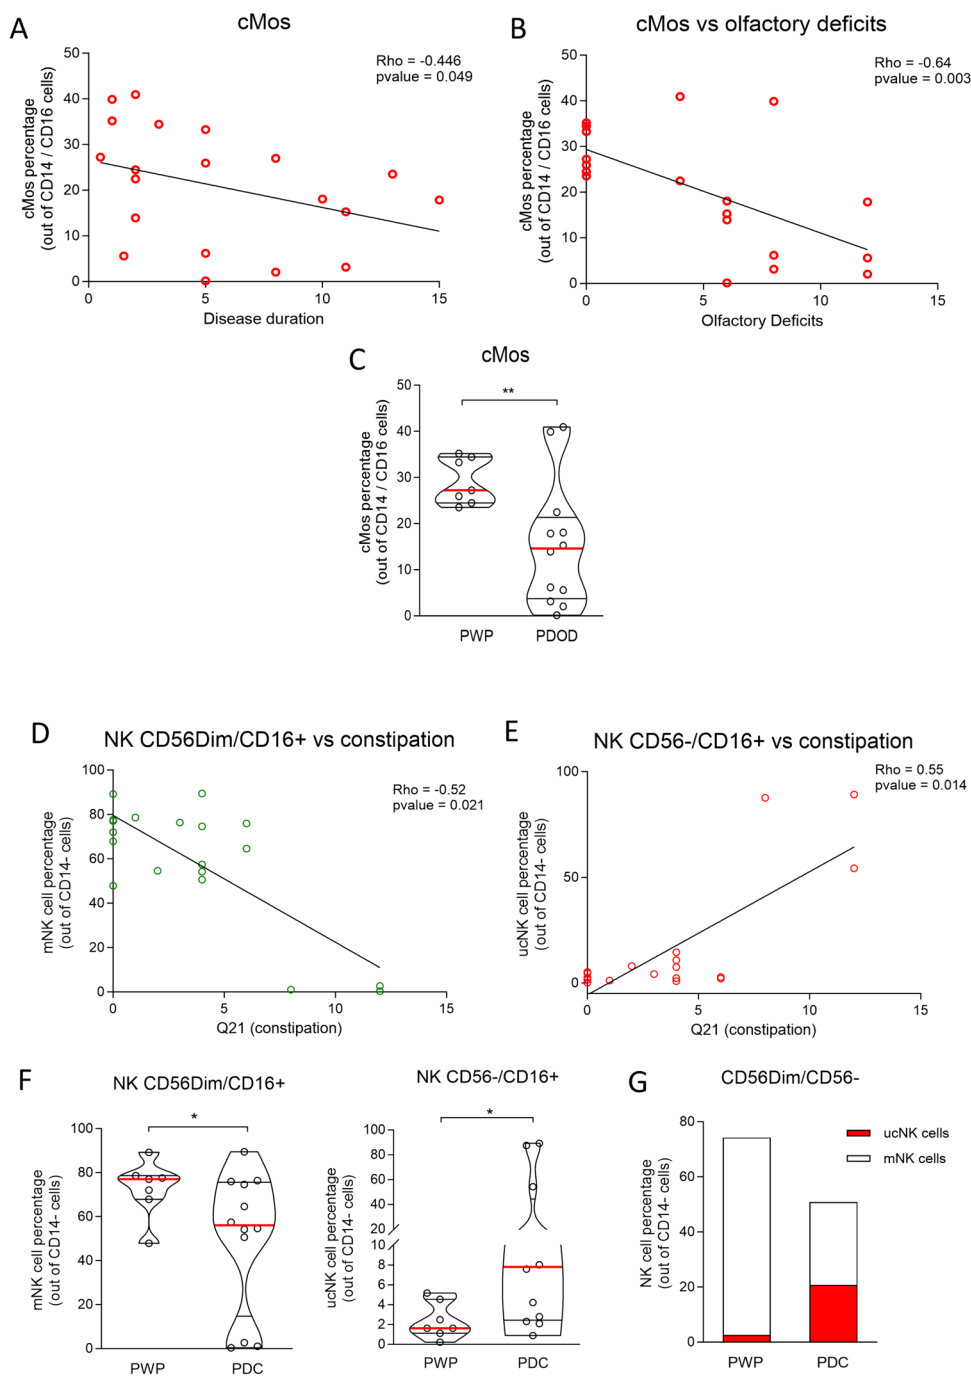 A
cMos
Rho = -0.446
pvalue = 0.049
cMos percentage
(out of CD14 / CD16 cells)
50
40
30
20
10
0
0
5
10
15
Disease duration
B
cMos vs olfactory deficits
Rho = -0.64
pvalue = 0.003
cMos percentage
(out of CD14 / CD16 cells)
50
40
30
20
10
0
0
5
10
15
Olfactory Deficits
C
cMos
**
cMos percentage
(out of CD14 / CD16 cells)
50
40
30
20
10
0
PWP
PDOD
D
NK CD56Dim/CD16+ vs constipation
Rho = -0.52
pvalue = 0.021
mNK cell percentage
(out of CD14- cells)
100
80
60
40
20
0
0
5
10
15
Q21 (constipation)
E
NK CD56-/CD16+ vs constipation
Rho = 0.55
pvalue = 0.014
ucNK cell percentage
(out of CD14- cells)
100
50
0
0
5
10
15
Q21 (constipation)
F
NK CD56Dim/CD16+
*
mNK cell percentage
(out of CD14- cells)
100
80
60
40
20
0
PWP
PDC
NK CD56-/CD16+
*
ucNK cell percentage
(out of CD14- cells)
100
80
60
40
20
10
8
6
4
2
0
PWP
PDC
G
CD56Dim/CD56-
ucNK cells
mNK cells
NK cell percentage
(out of CD14- cells)
80
60
40
20
0
PWP
PDC